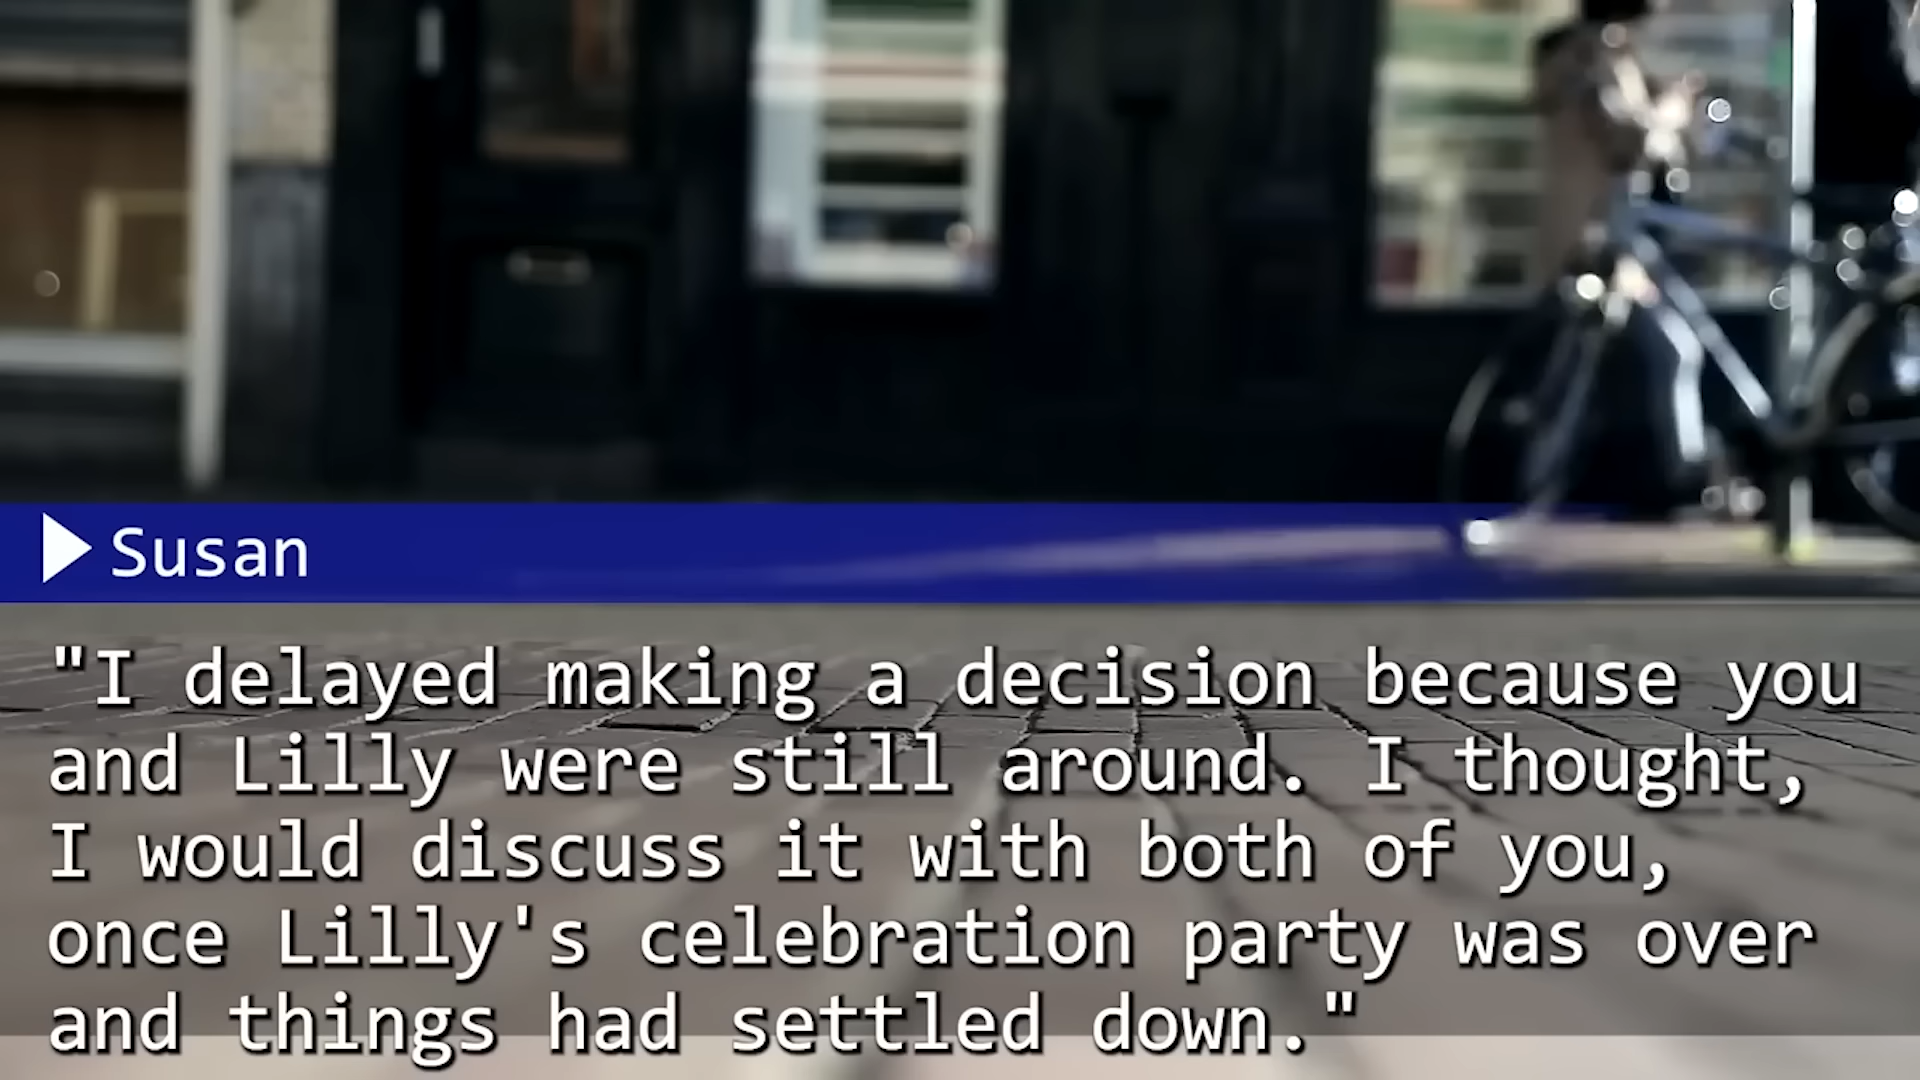 Susan
"I delayed making a decision because you
and Lilly were still around. I thought,
I would discuss it with both of you,
once Lilly's celebration party was over
and things had settled down."